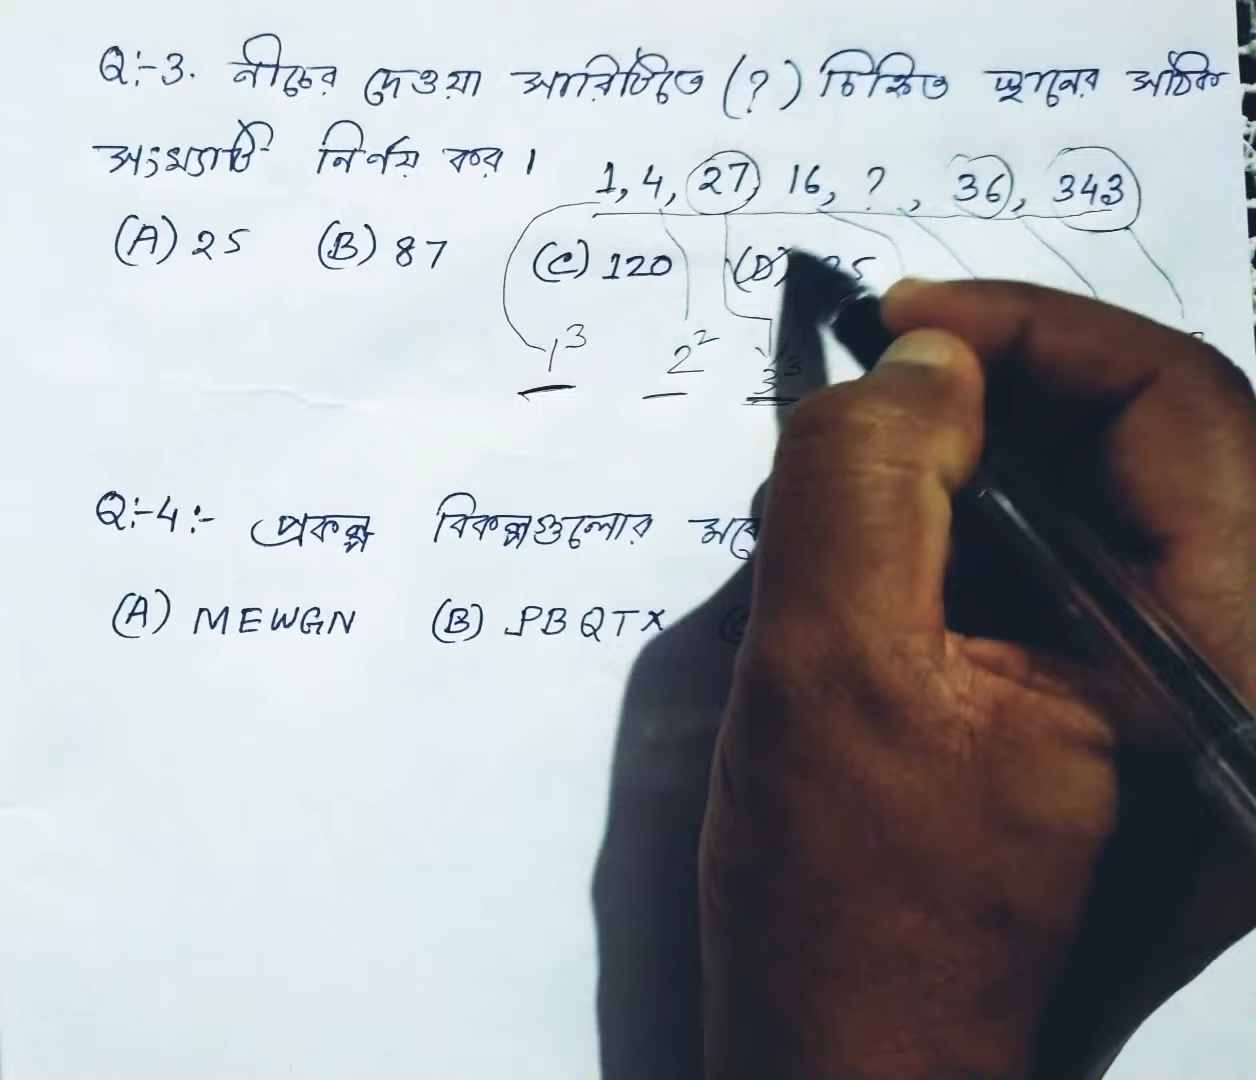 Q:-3. নীচের দেওয়া সারিটিতে (?) চিহ্নিত স্থানের সঠিক
সংখ্যাটি নির্ণয় কর। 1, 4, 27, 16, ?, 36, 343
(A) 25 (B) 87 (C) 120 (D)
1³ 2² 3³
Q:-4:- প্রকল্প বিকল্পগুলোর
(A) MEWGN (B) PBQTX